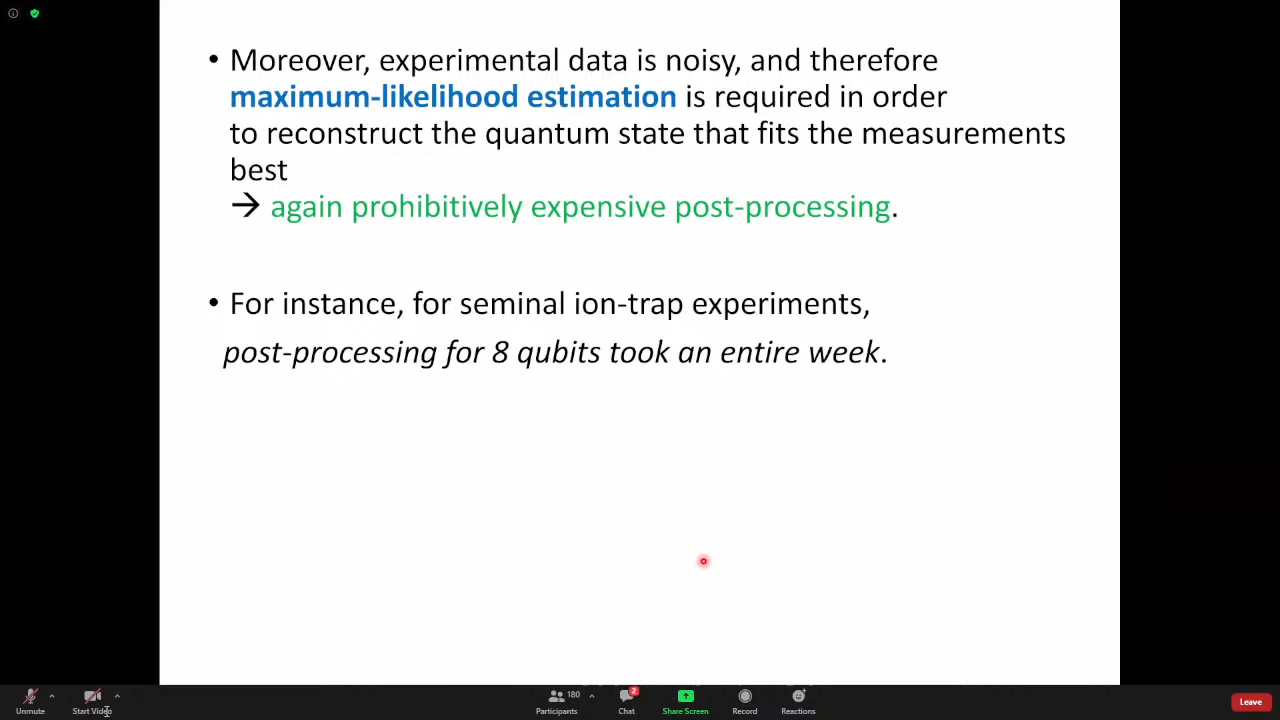 • Moreover, experimental data is noisy, and therefore
maximum-likelihood estimation is required in order
to reconstruct the quantum state that fits the measurements
best
→ again prohibitively expensive post-processing.
• For instance, for seminal ion-trap experiments,
post-processing for 8 qubits took an entire week.
Unmute
Start Video
180
Participants
2
Chat
Share Screen
Record
Reactions
Leave